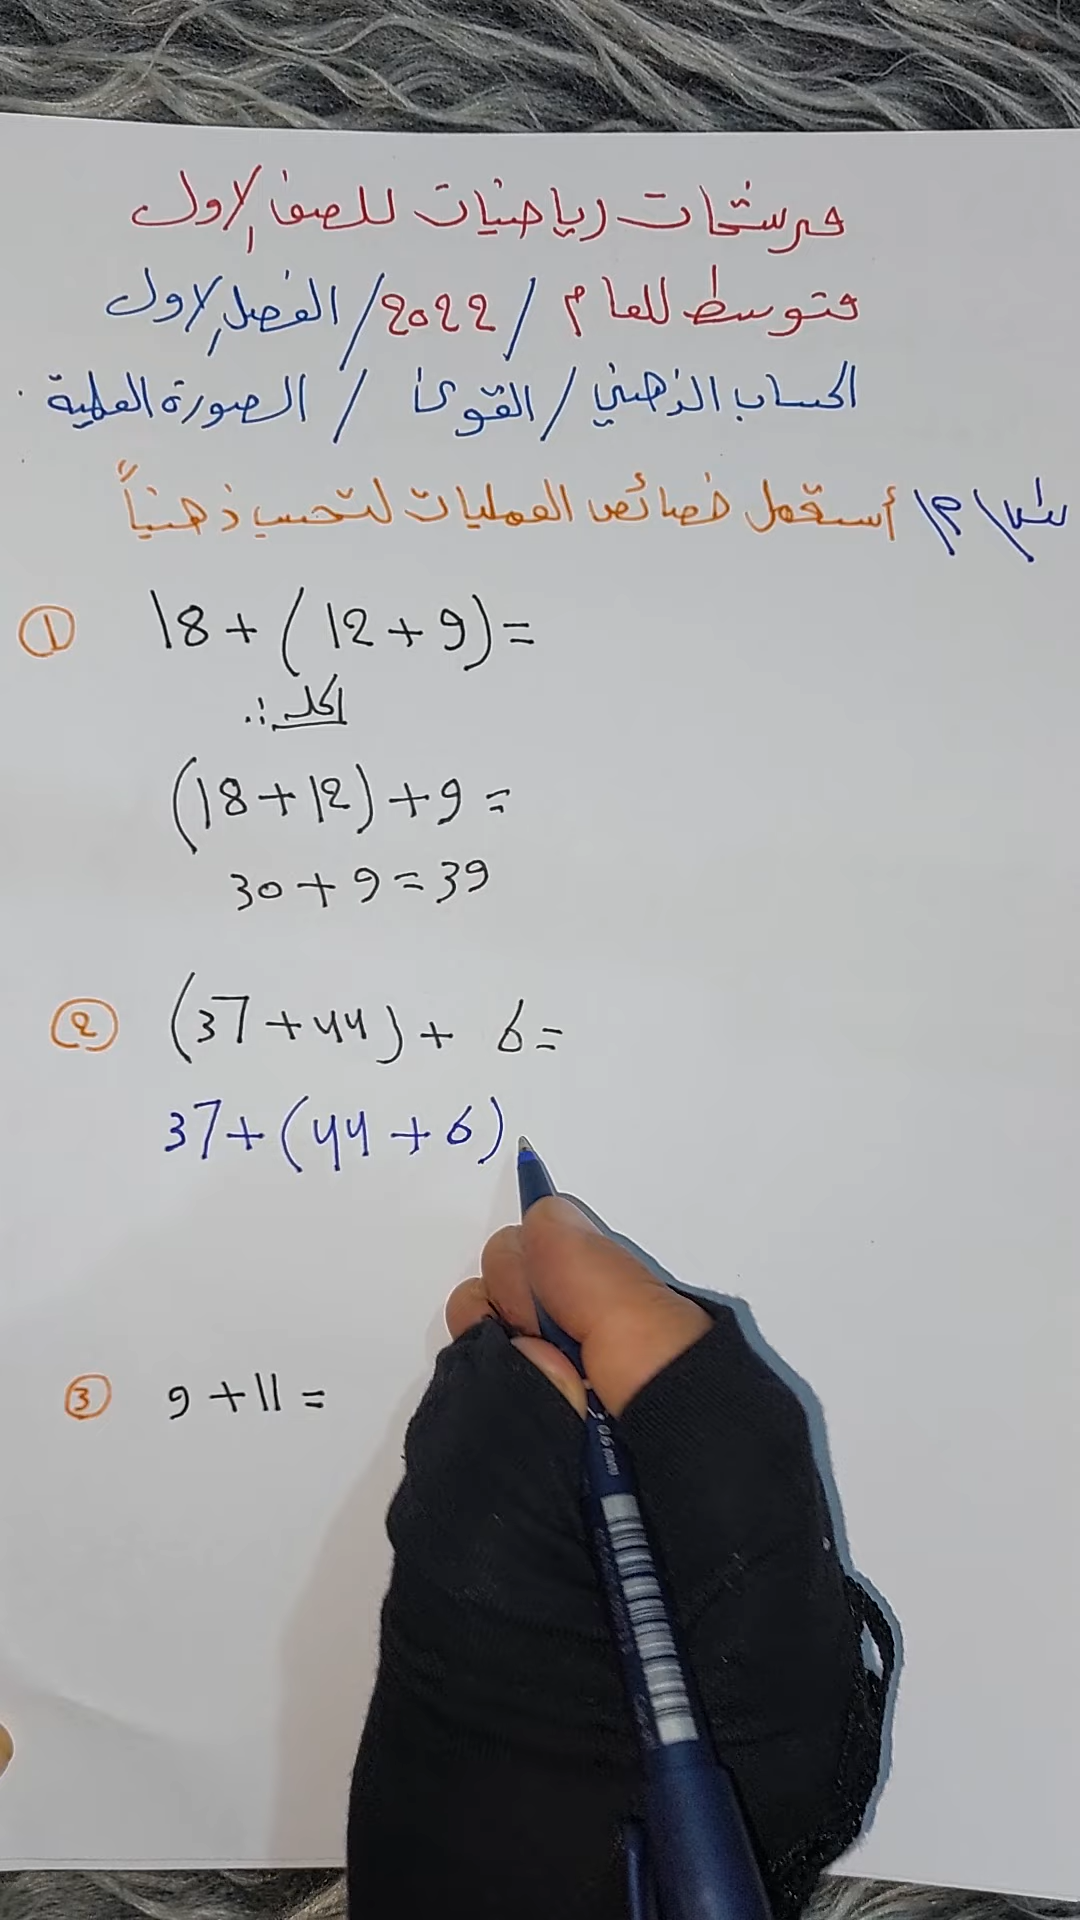 مرشحات رياضيات للصف الاول
متوسط للعام / 2022 / الفصل الاول
الحساب الذهني / القوى / الصورة العلمية
س١\ م\ أستعمل خصائص العمليات لتحسب ذهنياً
① 18 + (12 + 9) =
الحل :.
(18 + 12) + 9 =
30 + 9 = 39
② (37 + 44) + 6 =
37 + (44 + 6)
③ 9 + 11 =